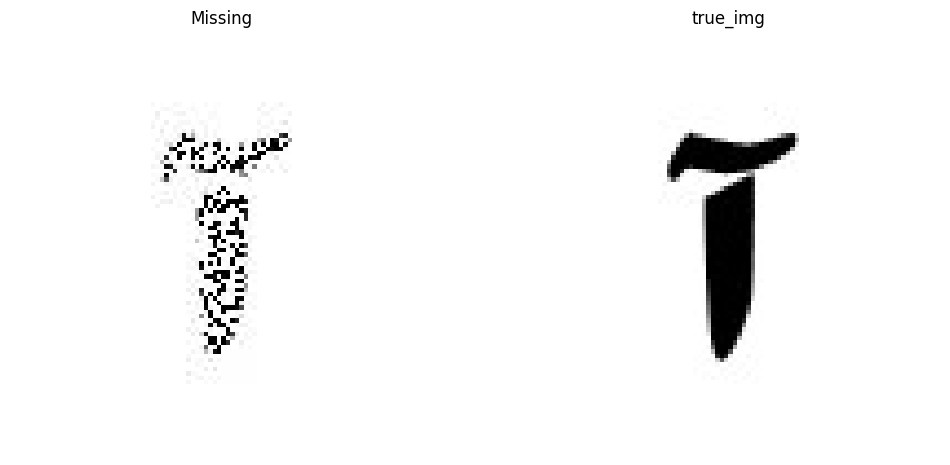 Missing true_img
آ آ